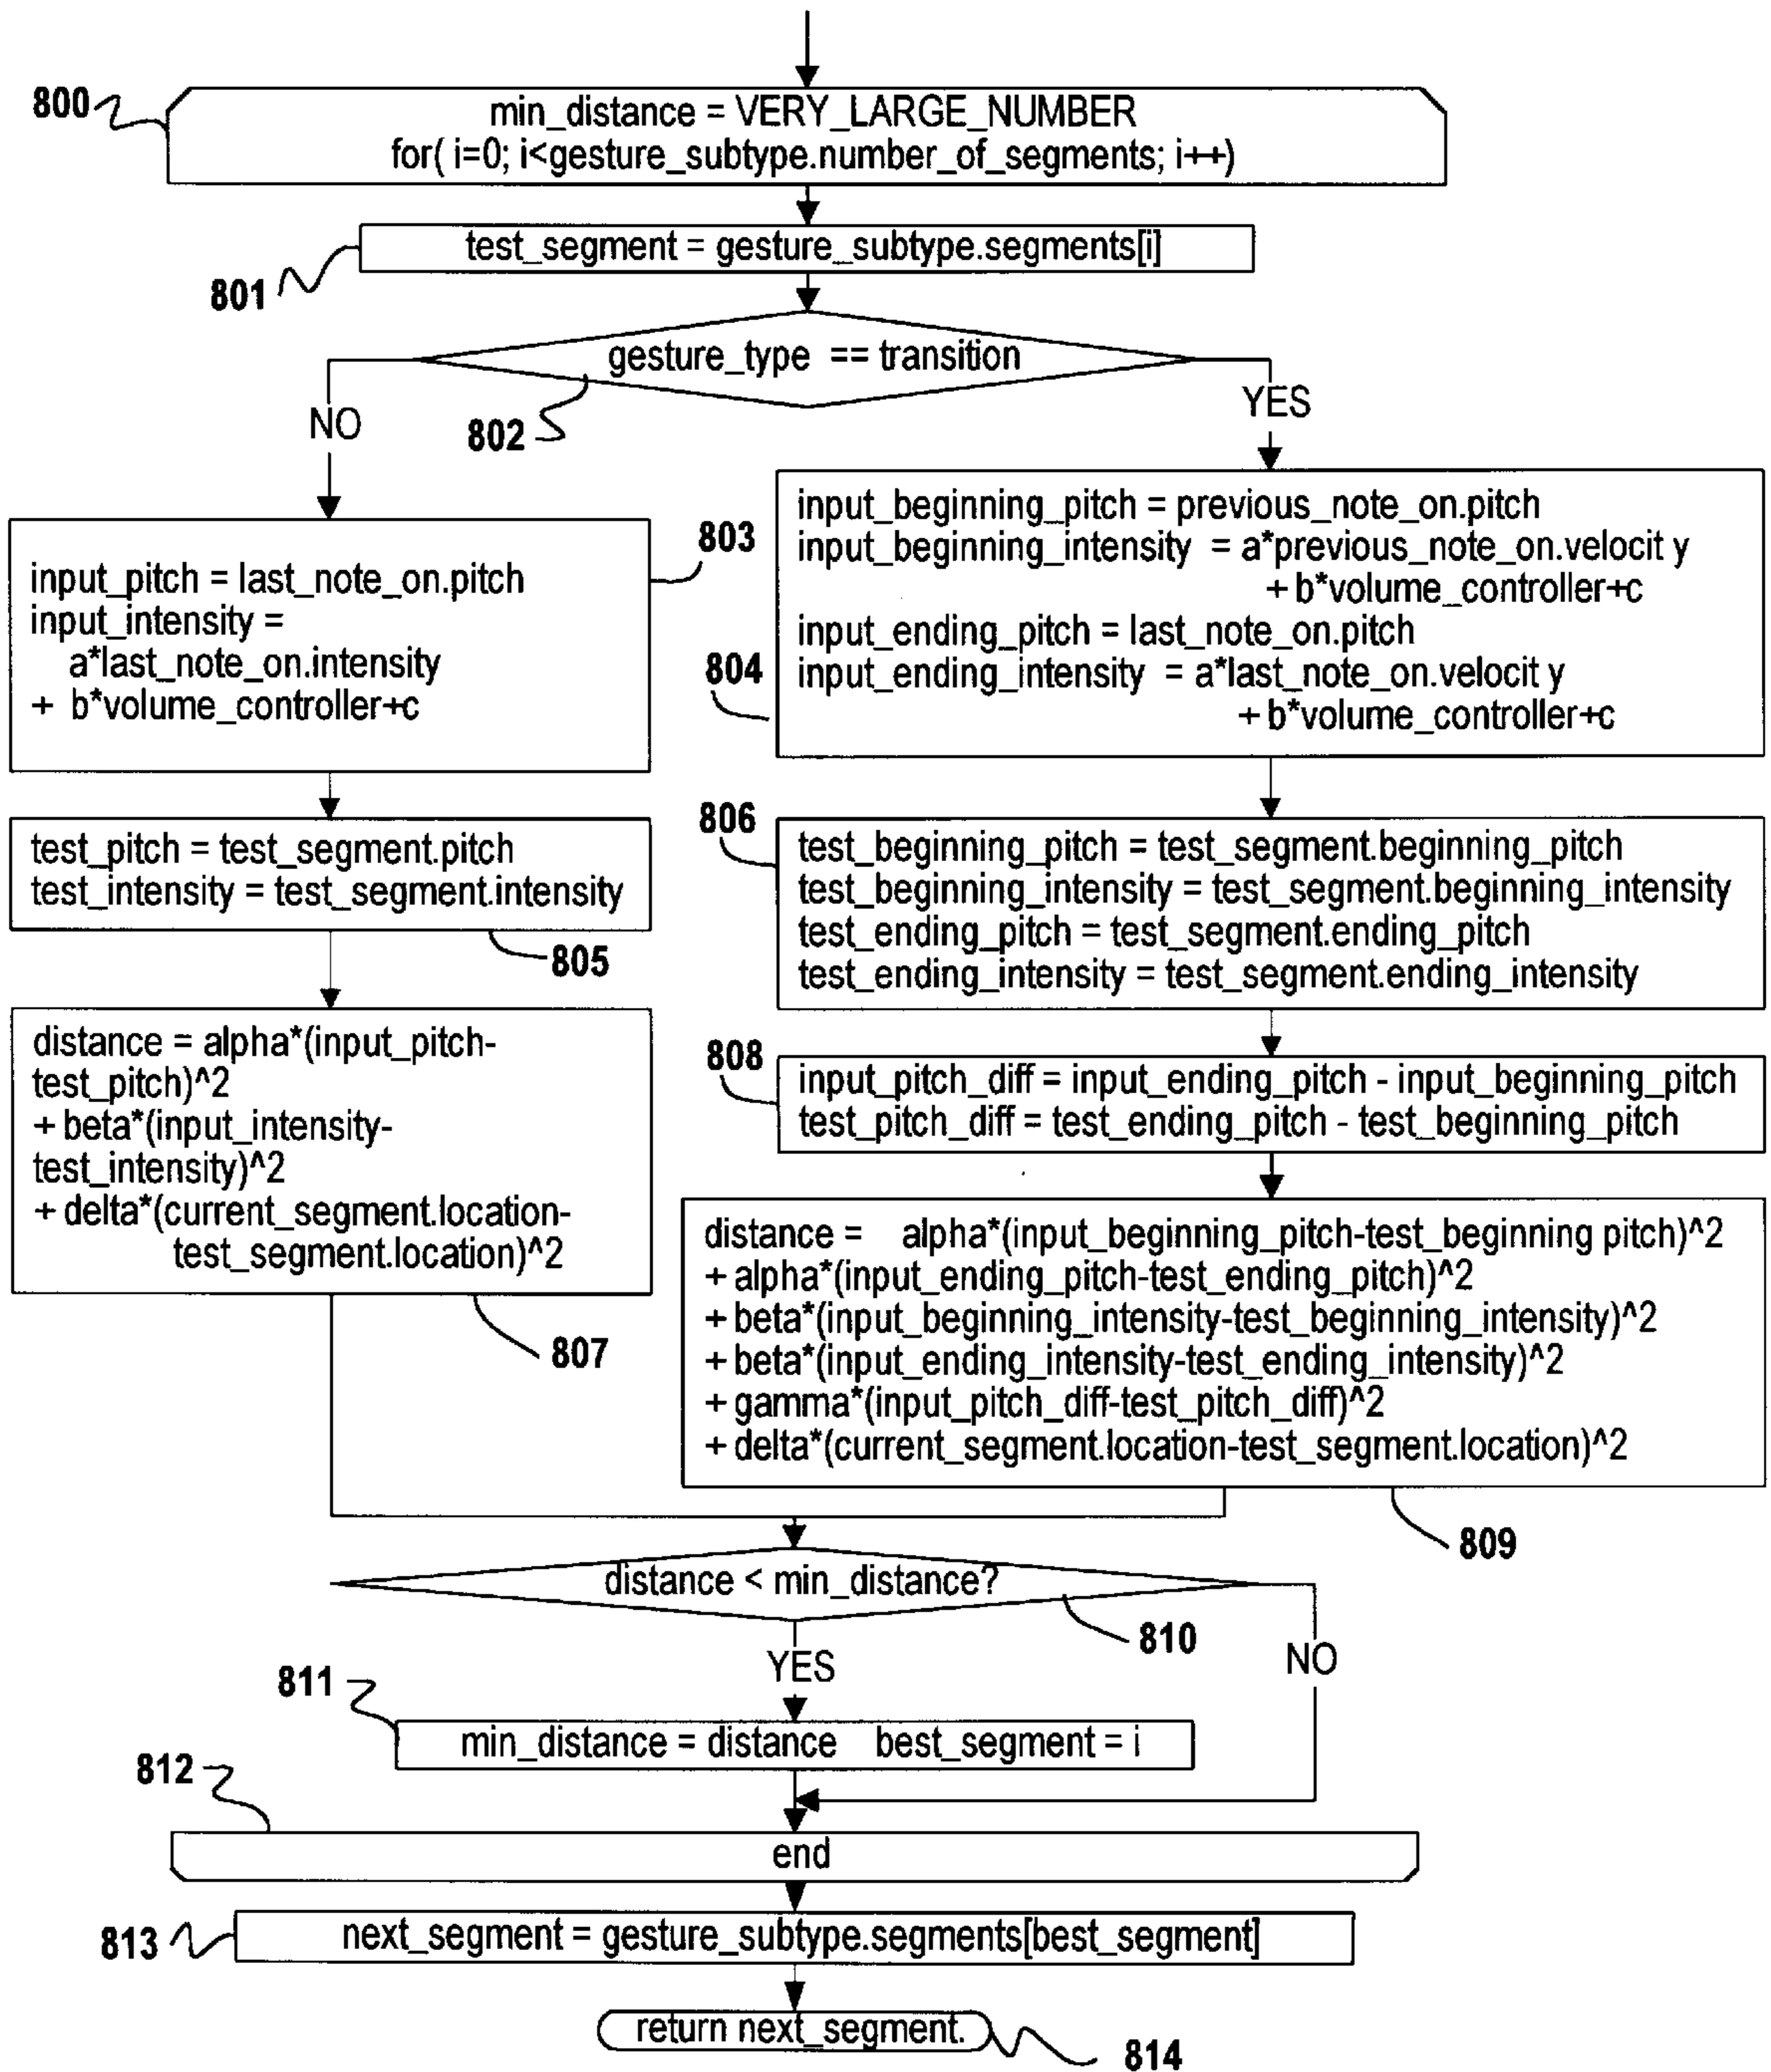 800
min_distance = VERY_LARGE_NUMBER
for( i=0; i<gesture_subtype.number_of_segments; i++)
test_segment = gesture_subtype.segments[i]
801
gesture_type == transition
802
NO
YES
803
input_pitch = last_note_on.pitch
input_intensity =
a*last_note_on.intensity
+ b*volume_controller+c
804
input_beginning_pitch = previous_note_on.pitch
input_beginning_intensity = a*previous_note_on.velocit y
+ b*volume_controller+c
input_ending_pitch = last_note_on.pitch
input_ending_intensity = a*last_note_on.velocit y
+ b*volume_controller+c
test_pitch = test_segment.pitch
test_intensity = test_segment.intensity
805
806
test_beginning_pitch = test_segment.beginning_pitch
test_beginning_intensity = test_segment.beginning_intensity
test_ending_pitch = test_segment.ending_pitch
test_ending_intensity = test_segment.ending_intensity
distance = alpha*(input_pitch-
test_pitch)^2
+ beta*(input_intensity-
test_intensity)^2
+ delta*(current_segment.location-
test_segment.location)^2
807
808
input_pitch_diff = input_ending_pitch - input_beginning_pitch
test_pitch_diff = test_ending_pitch - test_beginning_pitch
distance = alpha*(input_beginning_pitch-test_beginning pitch)^2
+ alpha*(input_ending_pitch-test_ending_pitch)^2
+ beta*(input_beginning_intensity-test_beginning_intensity)^2
+ beta*(input_ending_intensity-test_ending_intensity)^2
+ gamma*(input_pitch_diff-test_pitch_diff)^2
+ delta*(current_segment.location-test_segment.location)^2
809
distance < min_distance?
810
YES
NO
811
min_distance = distance best_segment = i
812
end
813
next_segment = gesture_subtype.segments[best_segment]
return next_segment.
814